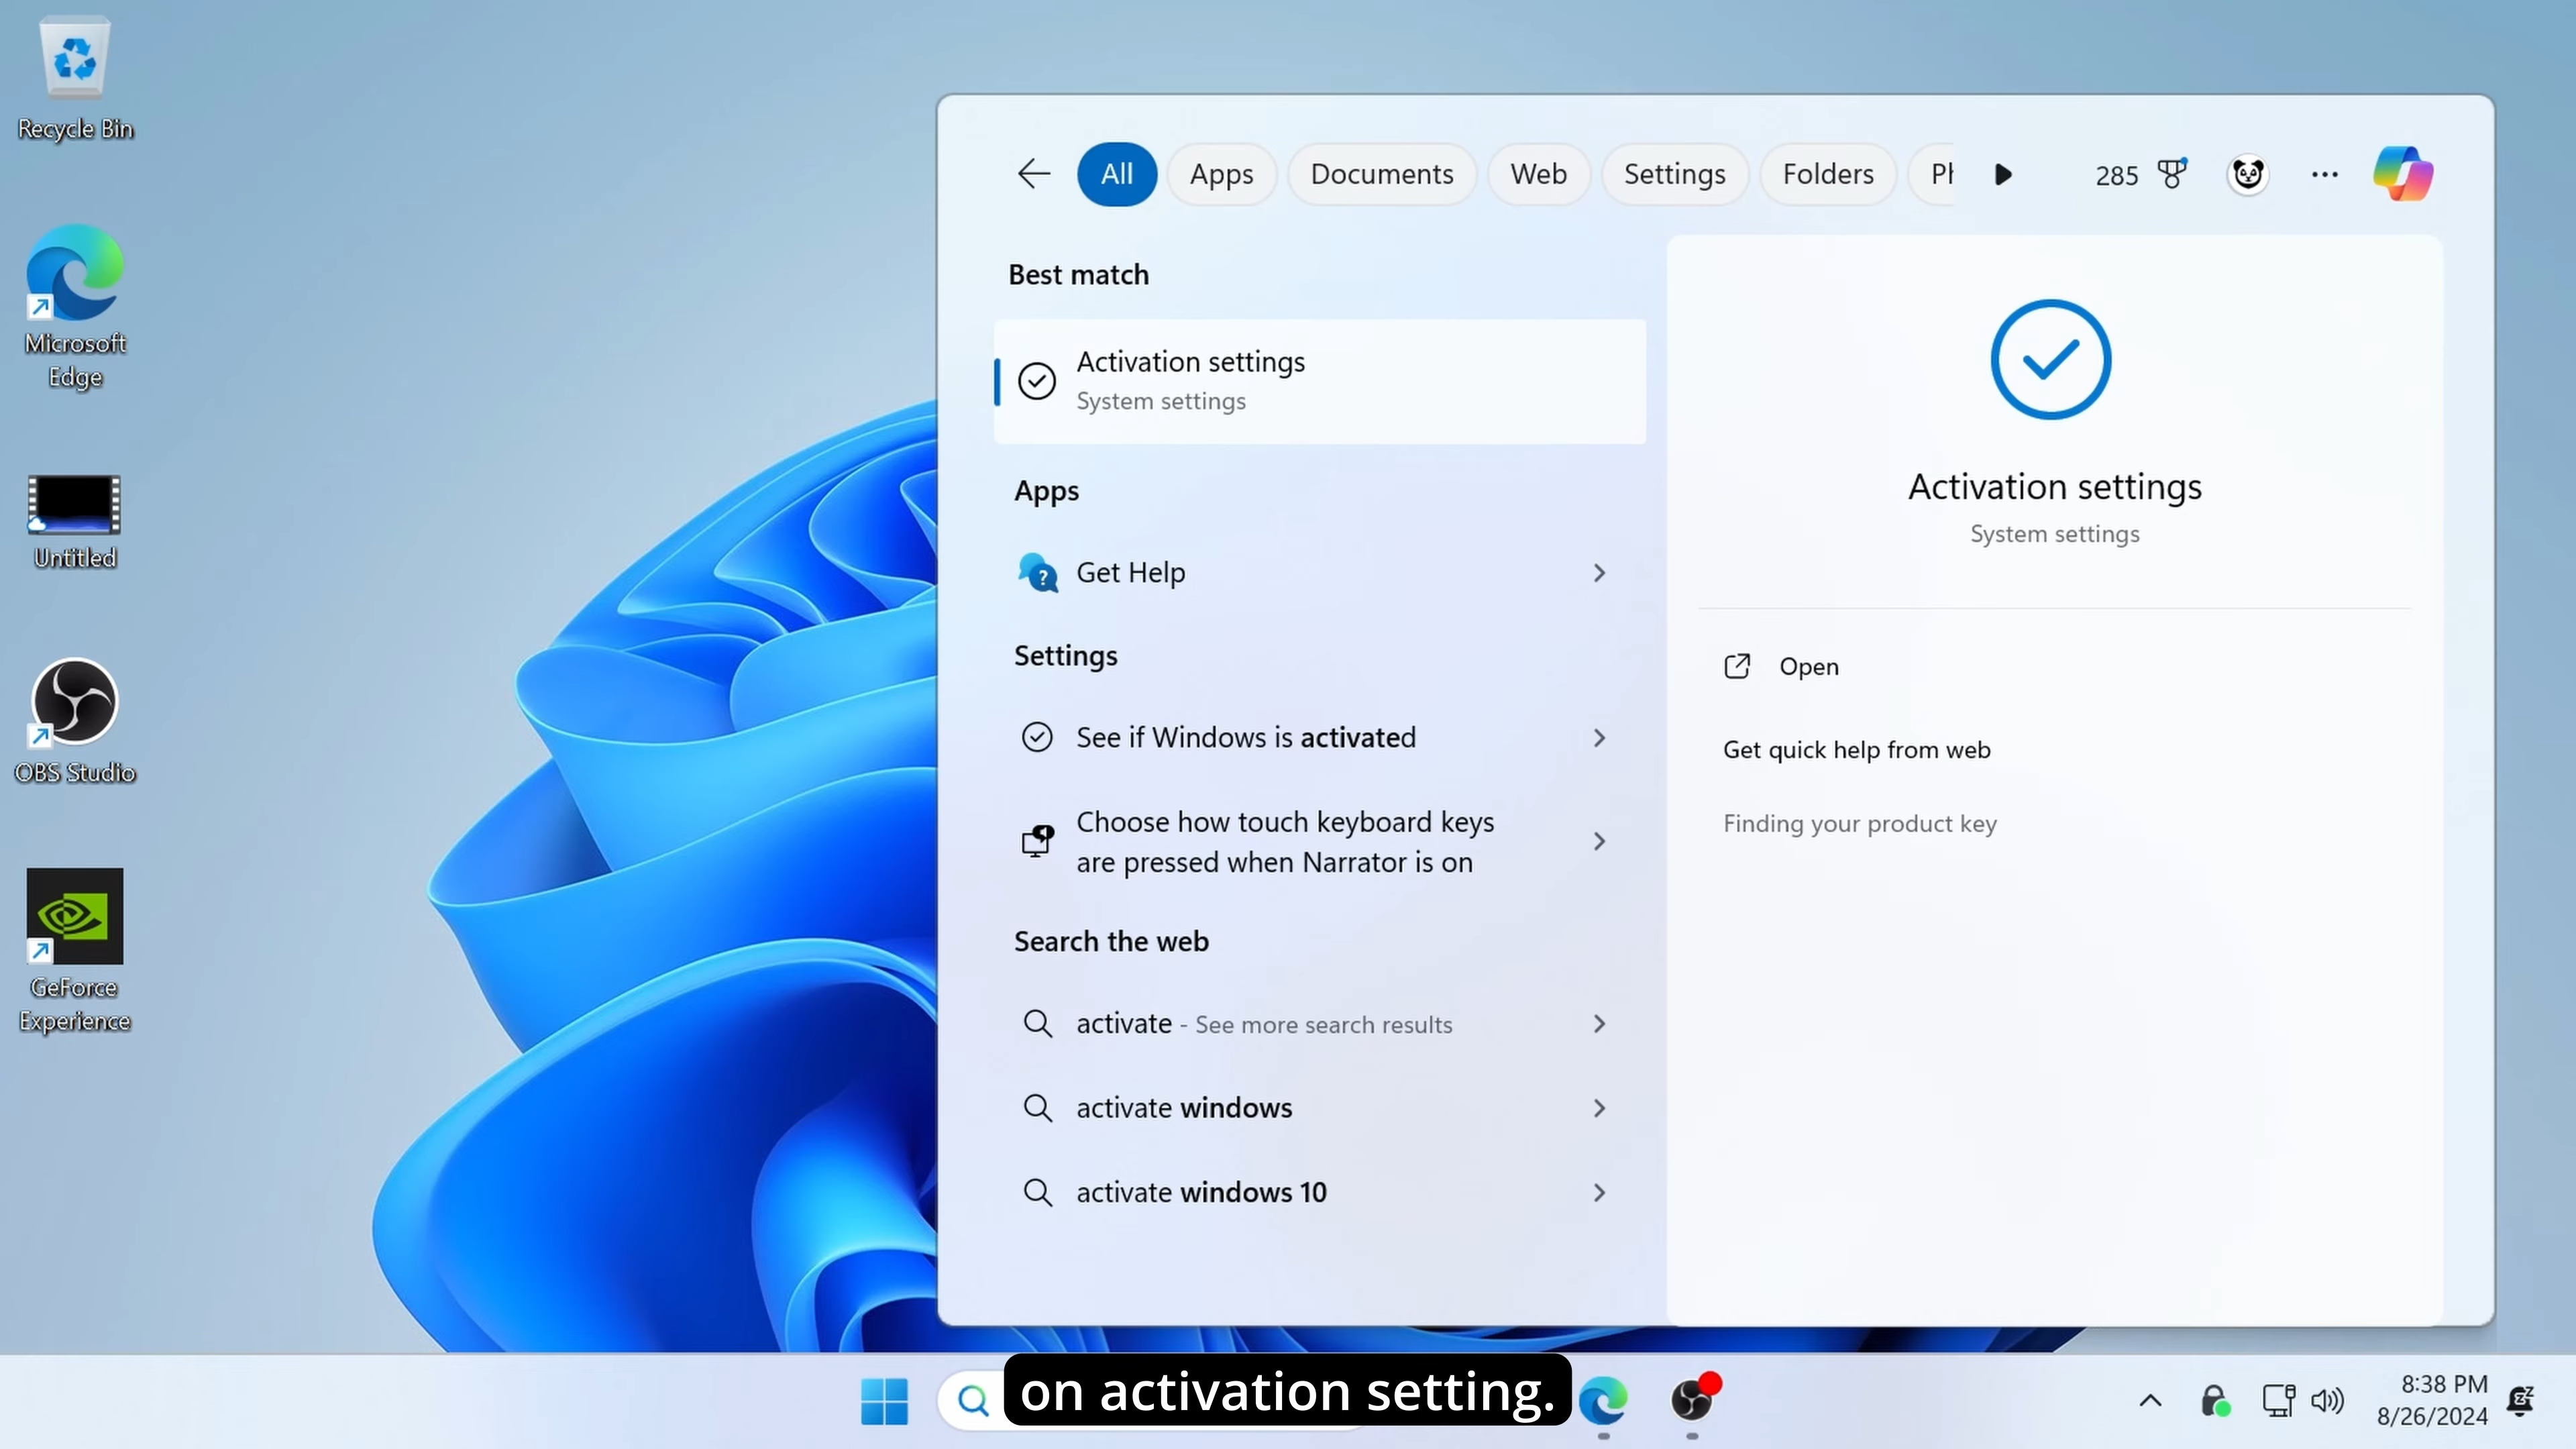 Recycle Bin
Microsoft
Edge
Untitled
OBS Studio
GeForce
Experience
All
Apps
Documents
Web
Settings
Folders
285
Best match
Activation settings
System settings
Apps
Get Help
Settings
See if Windows is activated
Choose how touch keyboard keys
are pressed when Narrator is on
Search the web
activate - See more search results
activate windows
activate windows 10
Activation settings
System settings
Open
Get quick help from web
Finding your product key
on activation setting.
8:38 PM
8/26/2024